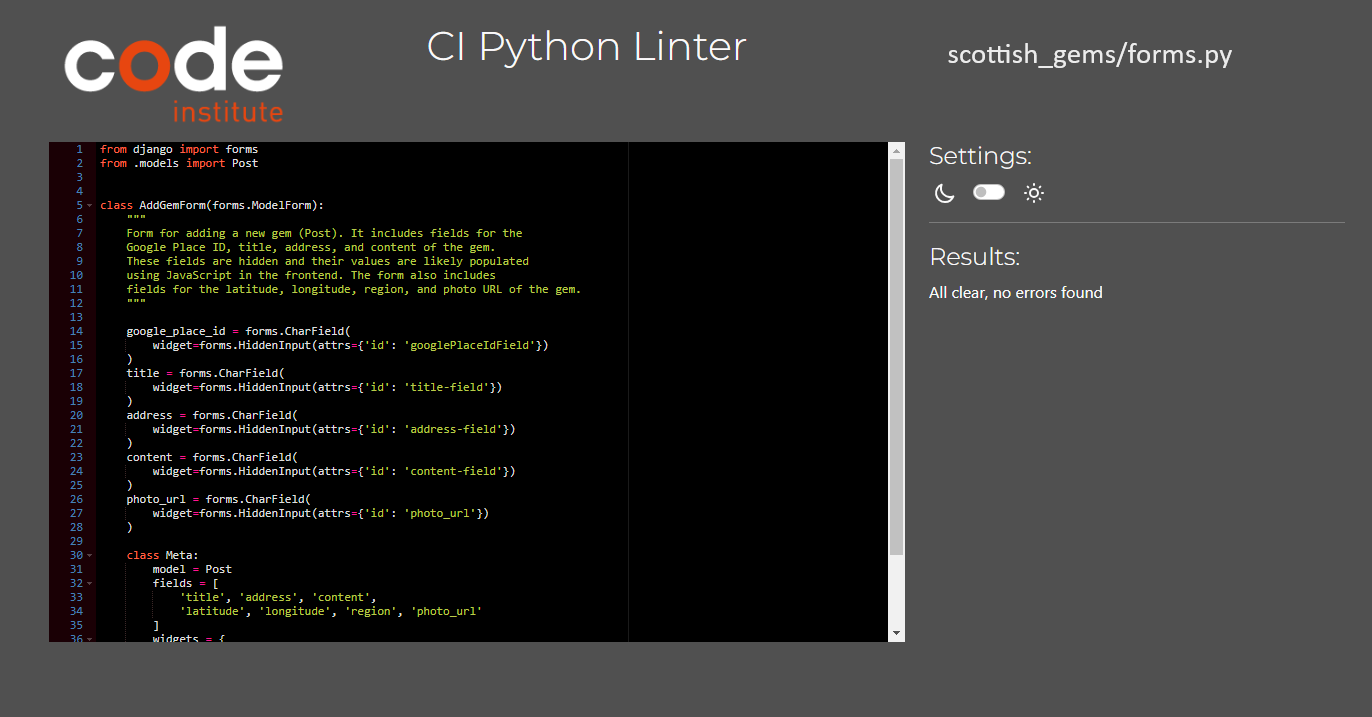 code
institute
CI Python Linter
scottish_gems/forms.py
1 from django import forms
2 from .models import Post
3
4
5 class AddGemForm(forms.ModelForm):
6     """
7     Form for adding a new gem (Post). It includes fields for the
8     Google Place ID, title, address, and content of the gem.
9     These fields are hidden and their values are likely populated
10     using JavaScript in the frontend. The form also includes
11     fields for the latitude, longitude, region, and photo URL of the gem.
12     """
13
14     google_place_id = forms.CharField(
15         widget=forms.HiddenInput(attrs={'id': 'googlePlaceIdField'})
16     )
17     title = forms.CharField(
18         widget=forms.HiddenInput(attrs={'id': 'title-field'})
19     )
20     address = forms.CharField(
21         widget=forms.HiddenInput(attrs={'id': 'address-field'})
22     )
23     content = forms.CharField(
24         widget=forms.HiddenInput(attrs={'id': 'content-field'})
25     )
26     photo_url = forms.CharField(
27         widget=forms.HiddenInput(attrs={'id': 'photo_url'})
28     )
29
30     class Meta:
31         model = Post
32         fields = [
33             'title', 'address', 'content',
34             'latitude', 'longitude', 'region', 'photo_url'
35         ]
36         widgets = {
Settings:
Results:
All clear, no errors found